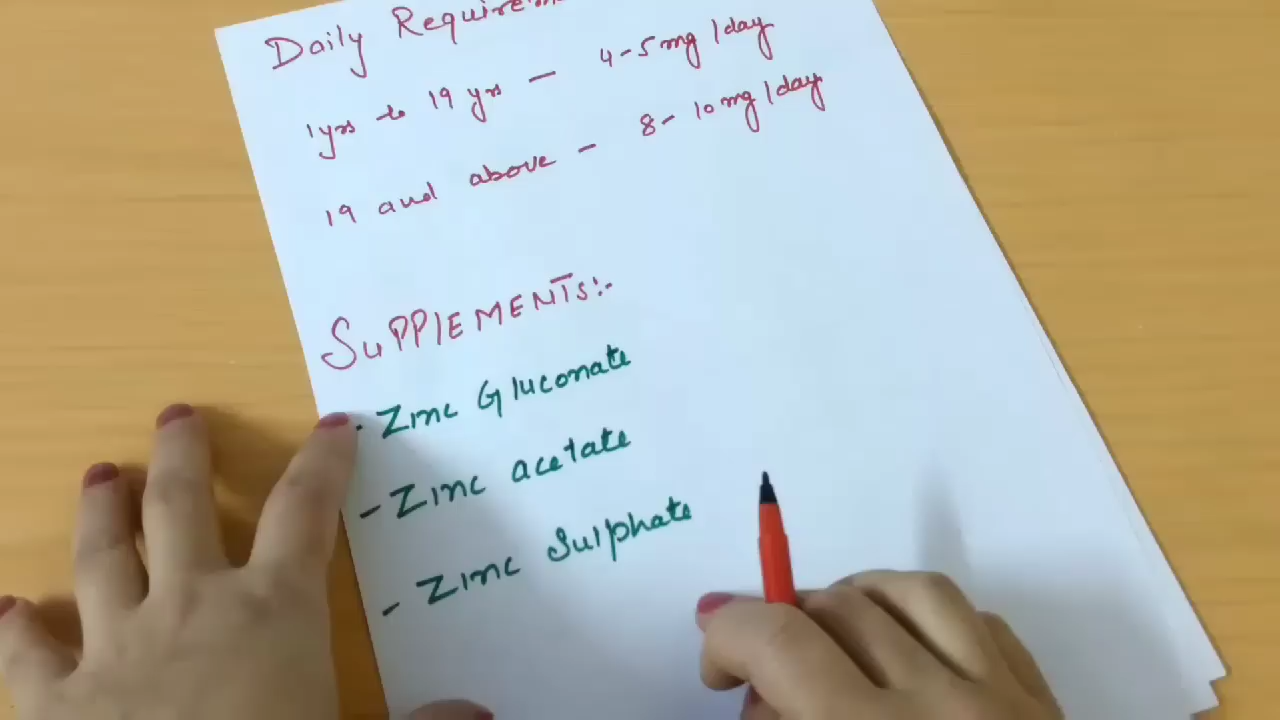 Daily
1yrs to 19 yrs - 4-5mg/day
19 and above - 8-10mg/day
SuPPlEMENTS:-
- Zinc Gluconate
- Zinc acetate
- Zinc Sulphate